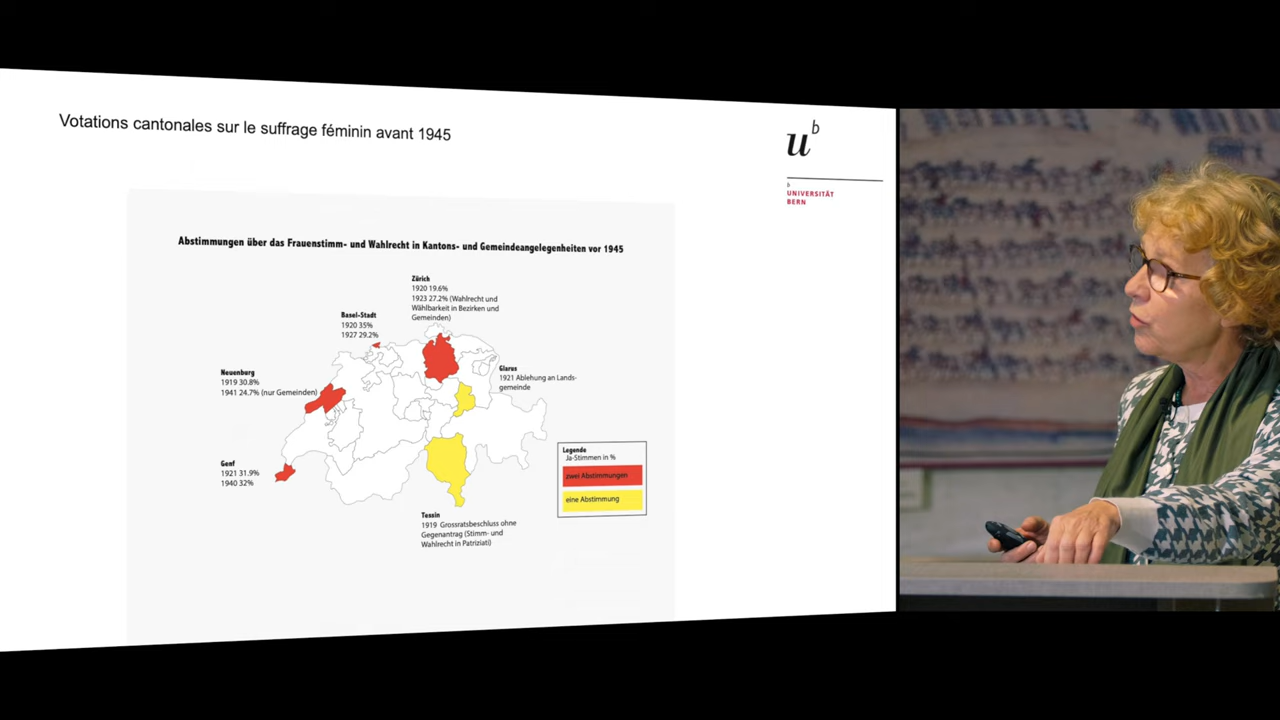 Votations cantonales sur le suffrage féminin avant 1945
u
b
b
UNIVERSITÄT
BERN
Abstimmungen über das Frauenstimm- und Wahlrecht in Kantons- und Gemeindeangelegenheiten vor 1945
Zürich
1920 19.6%
1923 27.2% (Wahlrecht und
Wählbarkeit in Bezirken und
Gemeinden)
Basel-Stadt
1920 35%
1927 29.2%
Glarus
1921 Ablehung an Lands-
gemeinde
Neuenburg
1919 30.8%
1941 24.7% (nur Gemeinden)
Genf
1921 31.9%
1940 32%
Legende
Ja-Stimmen in %
zwei Abstimmungen
eine Abstimmung
Tessin
1919 Grossratsbeschluss ohne
Gegenantrag (Stimm- und
Wahlrecht in Patriziati)